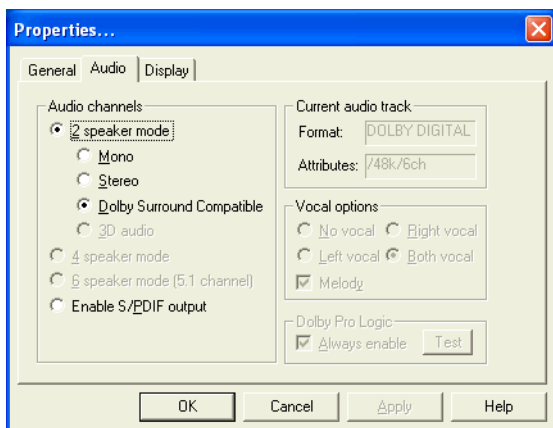 Properties...
General Audio Display
Audio channels
2 speaker mode
Mono
Stereo
Dolby Surround Compatible
3D audio
4 speaker mode
6 speaker mode (5.1 channel)
Enable S/PDIF output
Current audio track
Format: DOLBY DIGITAL
Attributes: /48k/6ch
Vocal options
No vocal Right vocal
Left vocal Both vocal
Melody
Dolby Pro Logic
Always enable Test
OK Cancel Apply Help